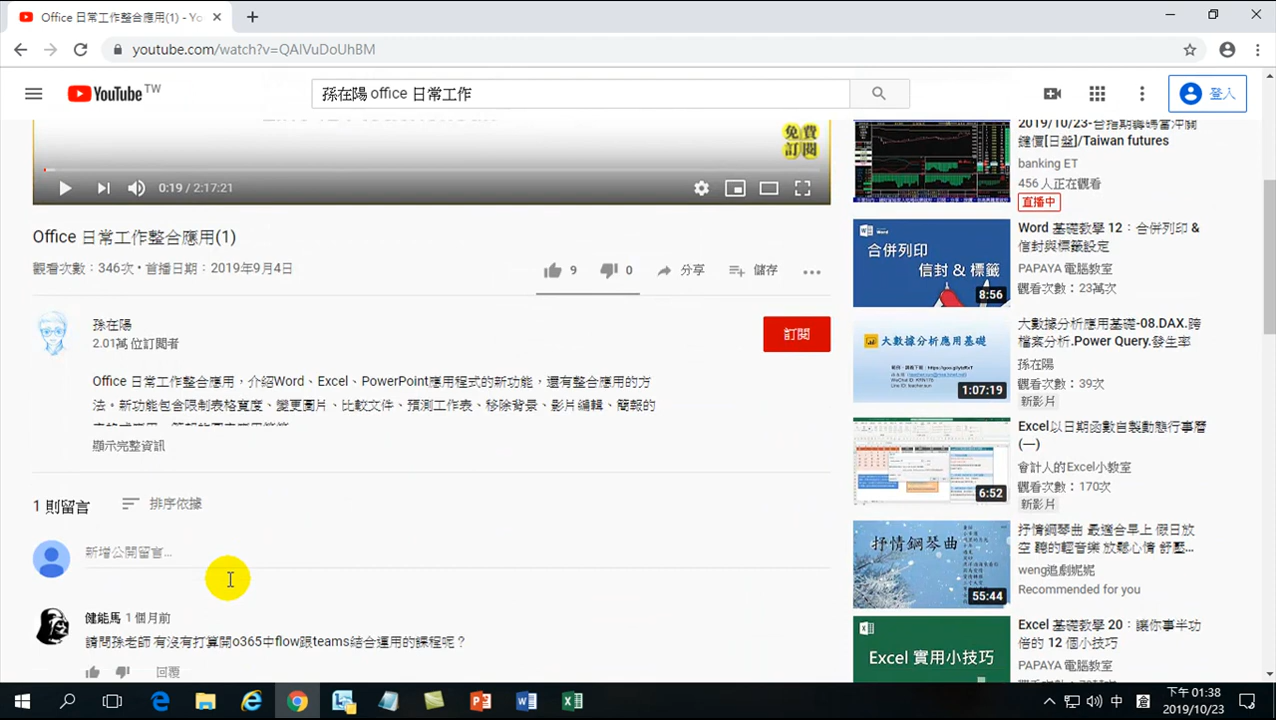 Office 日常工作整合應用(1) - Yo
youtube.com/watch?v=QAlVuDoUhBM
YouTube TW
孫在陽 office 日常工作
登入
免費
訂閱
0:19 / 2:17:21
Office 日常工作整合應用(1)
觀看次數：346次 • 首播日期：2019年9月4日
9
0
分享
儲存
孫在陽
2.01萬 位訂閱者
訂閱
Office 日常工作整合應用，介紹Word、Excel、PowerPoint應用程式的新功能，還有整合應用的方
法。新功能包含限制表格寬度、變更圖片、比較文件、預測工作表、移除背景、影片編輯、簡報的
顯示完整資訊
1 則留言
排序依據
新增公開留言...
健能馬 1 個月前
請問孫老師 有沒有打算開o365中flow跟teams結合運用的課程呢？
回覆
2019/10/23-台指期籌碼當沖關
鍵價[日盤]/Taiwan futures
banking ET
456 人正在觀看
直播中
Word
合併列印
信封 & 標籤
8:56
Word 基礎教學 12：合併列印 &
信封與標籤設定
PAPAYA 電腦教室
觀看次數：23萬次
大數據分析應用基礎
1:07:19
大數據分析應用基礎-08.DAX.跨
檔案分析.Power Query.發生率
孫在陽
觀看次數：39次
新影片
6:52
Excel以日期函數自製動態行事曆
(一)
會計人的Excel小教室
觀看次數：170次
新影片
抒情鋼琴曲
55:44
抒情鋼琴曲 最適合早上 假日放
空 聽的輕音樂 放鬆心情 舒壓...
weng追劇妮妮
Recommended for you
Excel 實用小技巧
Excel 基礎教學 20：讓你事半功
倍的 12 個小技巧
PAPAYA 電腦教室
中
倉
下午 01:38
2019/10/23